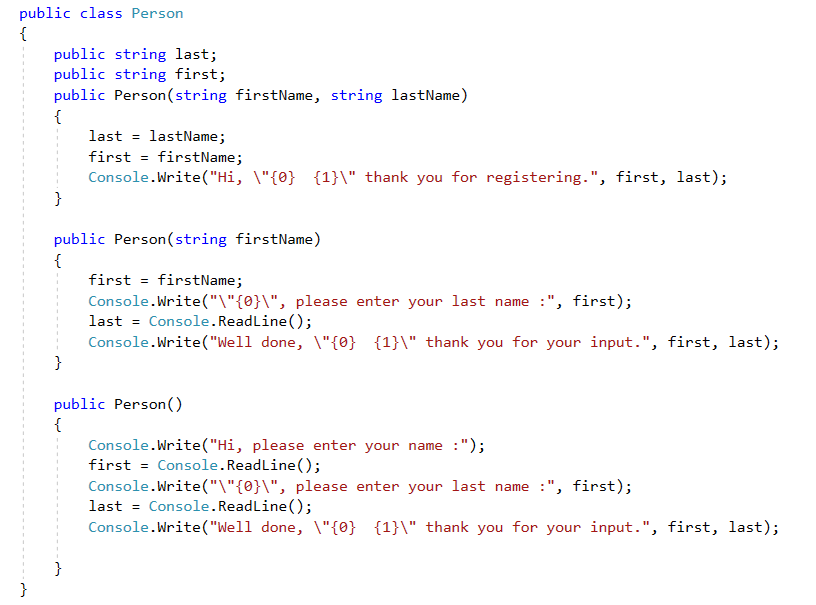 public class Person
{
    public string last;
    public string first;
    public Person(string firstName, string lastName)
    {
        last = lastName;
        first = firstName;
        Console.Write("Hi, \"{0}  {1}\" thank you for registering.", first, last);
    }

    public Person(string firstName)
    {
        first = firstName;
        Console.Write("\"{0}\", please enter your last name :", first);
        last = Console.ReadLine();
        Console.Write("Well done, \"{0}  {1}\" thank you for your input.", first, last);
    }

    public Person()
    {
        Console.Write("Hi, please enter your name :");
        first = Console.ReadLine();
        Console.Write("\"{0}\", please enter your last name :", first);
        last = Console.ReadLine();
        Console.Write("Well done, \"{0}  {1}\" thank you for your input.", first, last);

    }
}